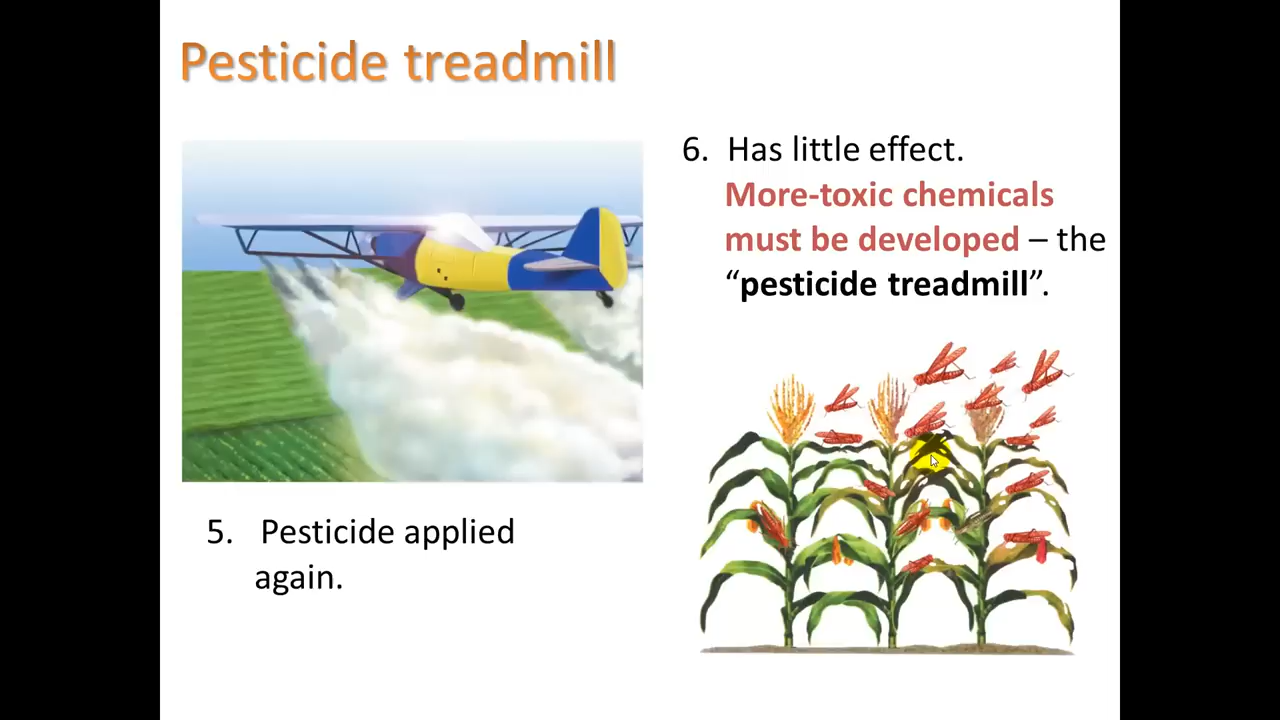 Pesticide treadmill
5. Pesticide applied
again.
6. Has little effect.
More-toxic chemicals
must be developed – the
“pesticide treadmill”.